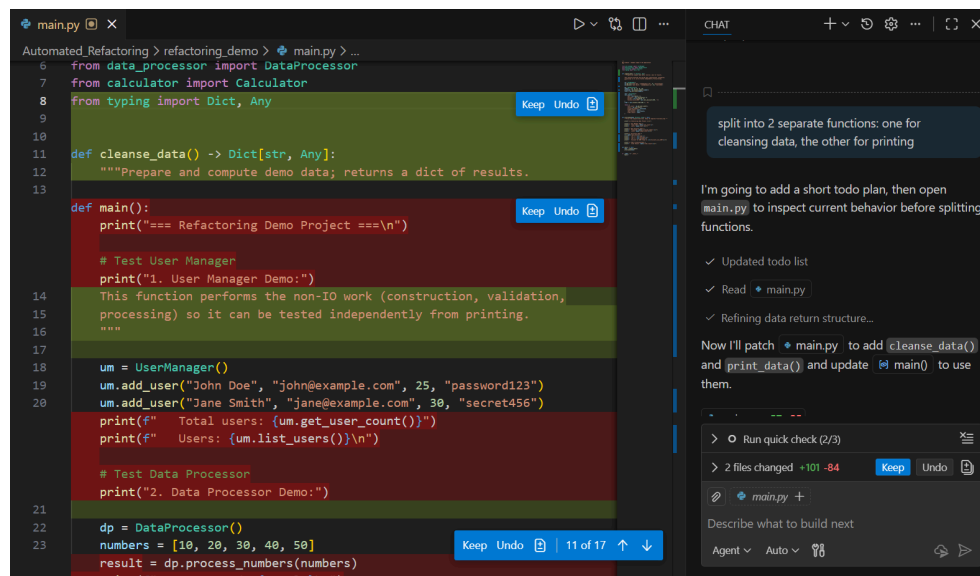 main.py
Automated_Refactoring > refactoring_demo > main.py > ...
6 from data_processor import DataProcessor
7 from calculator import Calculator
8 from typing import Dict, Any
Keep Undo
9
10
11 def cleanse_data() -> Dict[str, Any]:
12 """Prepare and compute demo data; returns a dict of results.
13
def main():
Keep Undo
print("=== Refactoring Demo Project ===\n")
# Test User Manager
print("1. User Manager Demo:")
14 This function performs the non-IO work (construction, validation,
15 processing) so it can be tested independently from printing.
16 """
17
18 um = UserManager()
19 um.add_user("John Doe", "john@example.com", 25, "password123")
20 um.add_user("Jane Smith", "jane@example.com", 30, "secret456")
print(f" Total users: {um.get_user_count()}")
print(f" Users: {um.list_users()}\n")
# Test Data Processor
print("2. Data Processor Demo:")
21
22 dp = DataProcessor()
23 numbers = [10, 20, 30, 40, 50]
result = dp.process_numbers(numbers)
Keep Undo 11 of 17
CHAT
split into 2 separate functions: one for
cleansing data, the other for printing
I'm going to add a short todo plan, then open
main.py to inspect current behavior before splitting
functions.
Updated todo list
Read main.py
Refining data return structure...
Now I'll patch main.py to add cleanse_data()
and print_data() and update main() to use
them.
Run quick check (2/3)
2 files changed +101 -84 Keep Undo
main.py
Describe what to build next
Agent Auto